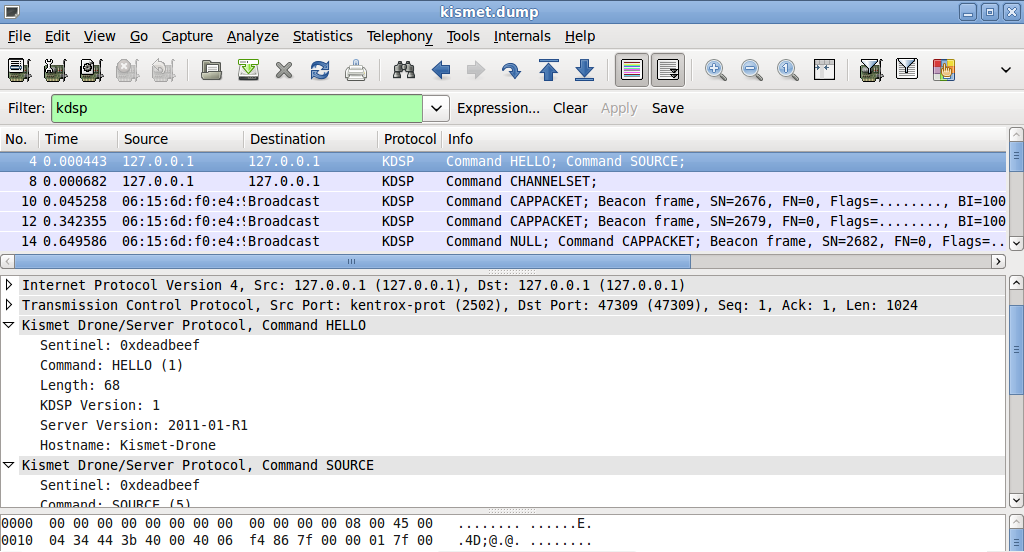 kismet.dump
File Edit View Go Capture Analyze Statistics Telephony Tools Internals Help
Filter: kdsp Expression... Clear Apply Save
No. Time Source Destination Protocol Info
4 0.000443 127.0.0.1 127.0.0.1 KDSP Command HELLO; Command SOURCE;
8 0.000682 127.0.0.1 127.0.0.1 KDSP Command CHANNELSET;
10 0.045258 06:15:6d:f0:e4: Broadcast KDSP Command CAPPACKET; Beacon frame, SN=2676, FN=0, Flags=........, BI=100
12 0.342355 06:15:6d:f0:e4: Broadcast KDSP Command CAPPACKET; Beacon frame, SN=2679, FN=0, Flags=........, BI=100
14 0.649586 06:15:6d:f0:e4: Broadcast KDSP Command NULL; Command CAPPACKET; Beacon frame, SN=2682, FN=0, Flags=..
Internet Protocol Version 4, Src: 127.0.0.1 (127.0.0.1), Dst: 127.0.0.1 (127.0.0.1)
Transmission Control Protocol, Src Port: kentrox-prot (2502), Dst Port: 47309 (47309), Seq: 1, Ack: 1, Len: 1024
Kismet Drone/Server Protocol, Command HELLO
Sentinel: 0xdeadbeef
Command: HELLO (1)
Length: 68
KDSP Version: 1
Server Version: 2011-01-R1
Hostname: Kismet-Drone
Kismet Drone/Server Protocol, Command SOURCE
Sentinel: 0xdeadbeef
Command: SOURCE (5)
0000 00 00 00 00 00 00 00 00 00 00 00 00 08 00 45 00 ........ ......E.
0010 04 34 44 3b 40 00 40 06 f4 86 7f 00 00 01 7f 00 .4D;@.@. ........